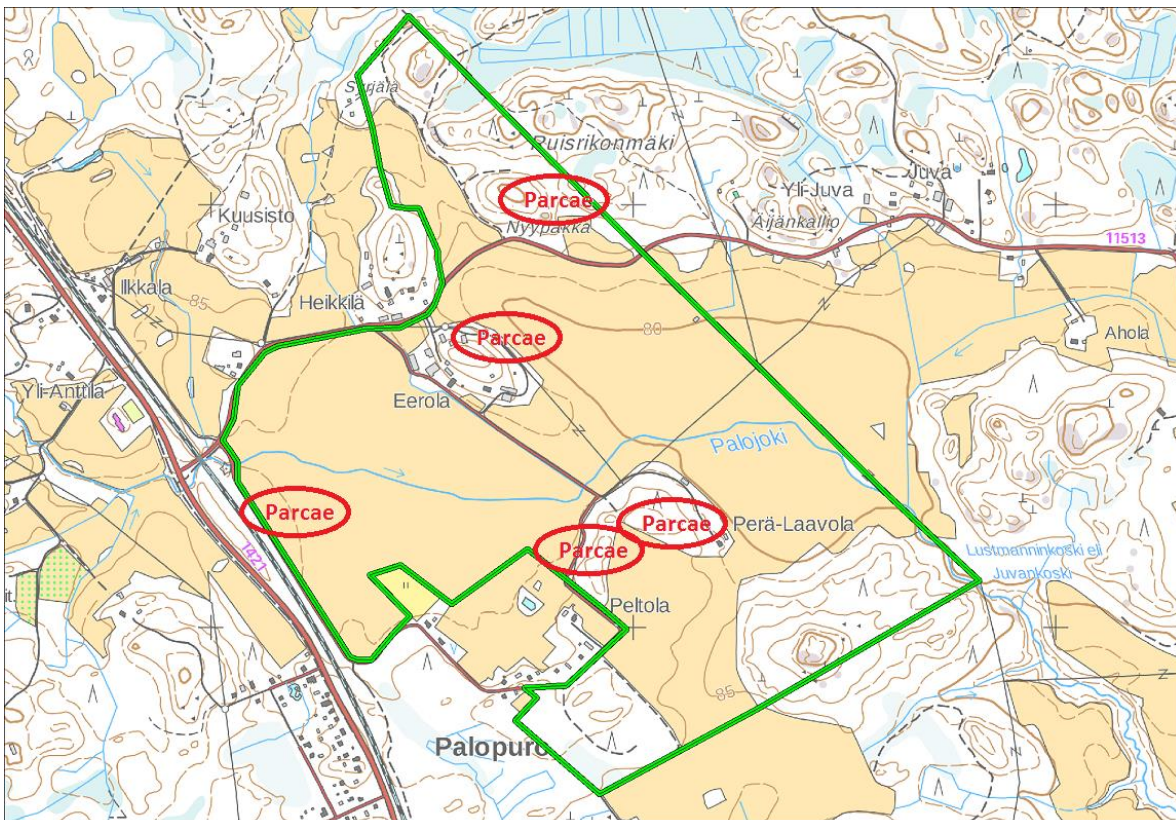 Syrjälä
Ruisrikonmäki
Parcae
Nyypakka
Yli-Juva
Juva
Äijänkallio
11513
Kuusisto
Ilkkala
85
Heikkilä
80
Parcae
Ahola
Yli-Anttila
Eerola
Palojoki
Parcae
Parcae
Perä-Laavola
Parcae
1421
Lustmanninkoski eli
Juvankoski
it.
Peltola
85
Palopuro